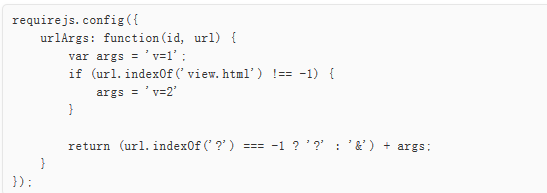 requirejs.config({
    urlArgs: function(id, url) {
        var args = 'v=1';
        if (url.indexOf('view.html') !== -1) {
            args = 'v=2'
        }

        return (url.indexOf('?') === -1 ? '?' : '&') + args;
    }
});